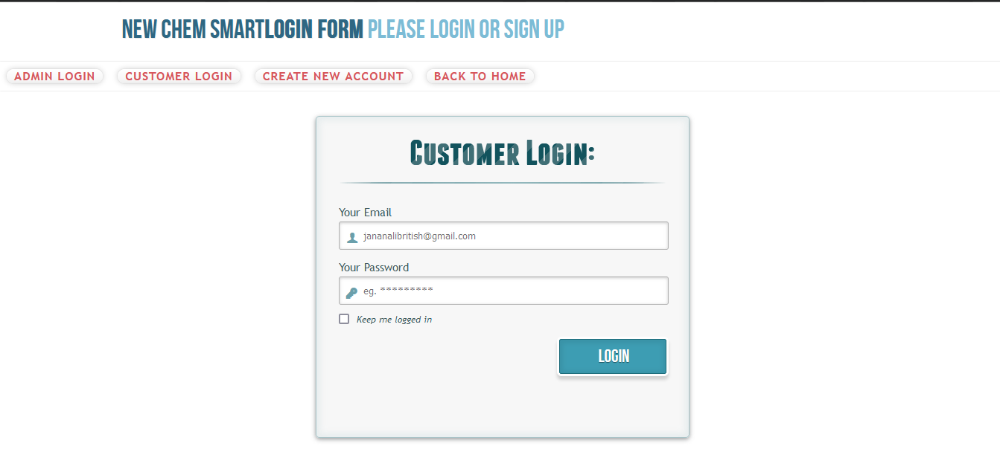 NEW CHEM SMARTLOGIN FORM PLEASE LOGIN OR SIGN UP
ADMIN LOGIN CUSTOMER LOGIN CREATE NEW ACCOUNT BACK TO HOME
Customer Login:
Your Email
jananalibritish@gmail.com
Your Password
eg. *********
Keep me logged in
LOGIN